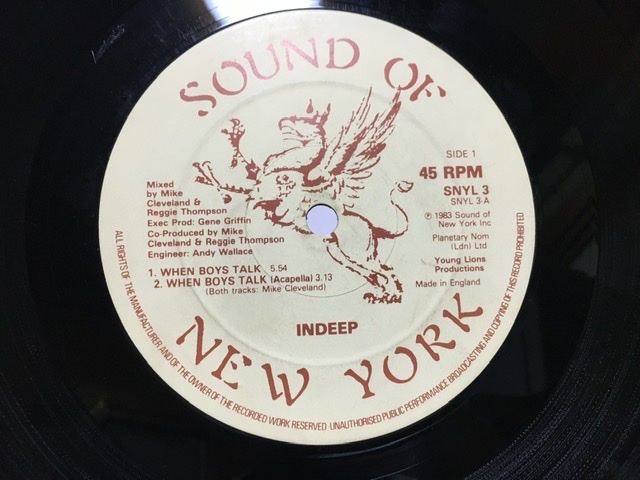 SOUND OF
SIDE 1
45 RPM
SNYL 3
SNYL 3-A
℗ 1983 Sound of
New York Inc
Planetary Nom
(Ldn) Ltd
Young Lions
Productions
Made in England
Mixed
by Mike
Cleveland &
Reggie Thompson
Exec Prod: Gene Griffin
Co-Produced by Mike
Cleveland & Reggie Thompson
Engineer: Andy Wallace
1. WHEN BOYS TALK 5.54
2. WHEN BOYS TALK (Acapella) 3.13
(Both tracks: Mike Cleveland)
INDEEP
NEW YORK
ALL RIGHTS OF THE MANUFACTURER AND OF THE OWNER OF THE RECORDED WORK RESERVED UNAUTHORISED PUBLIC PERFORMANCE BROADCASTING AND COPYING OF THIS RECORD PROHIBITED